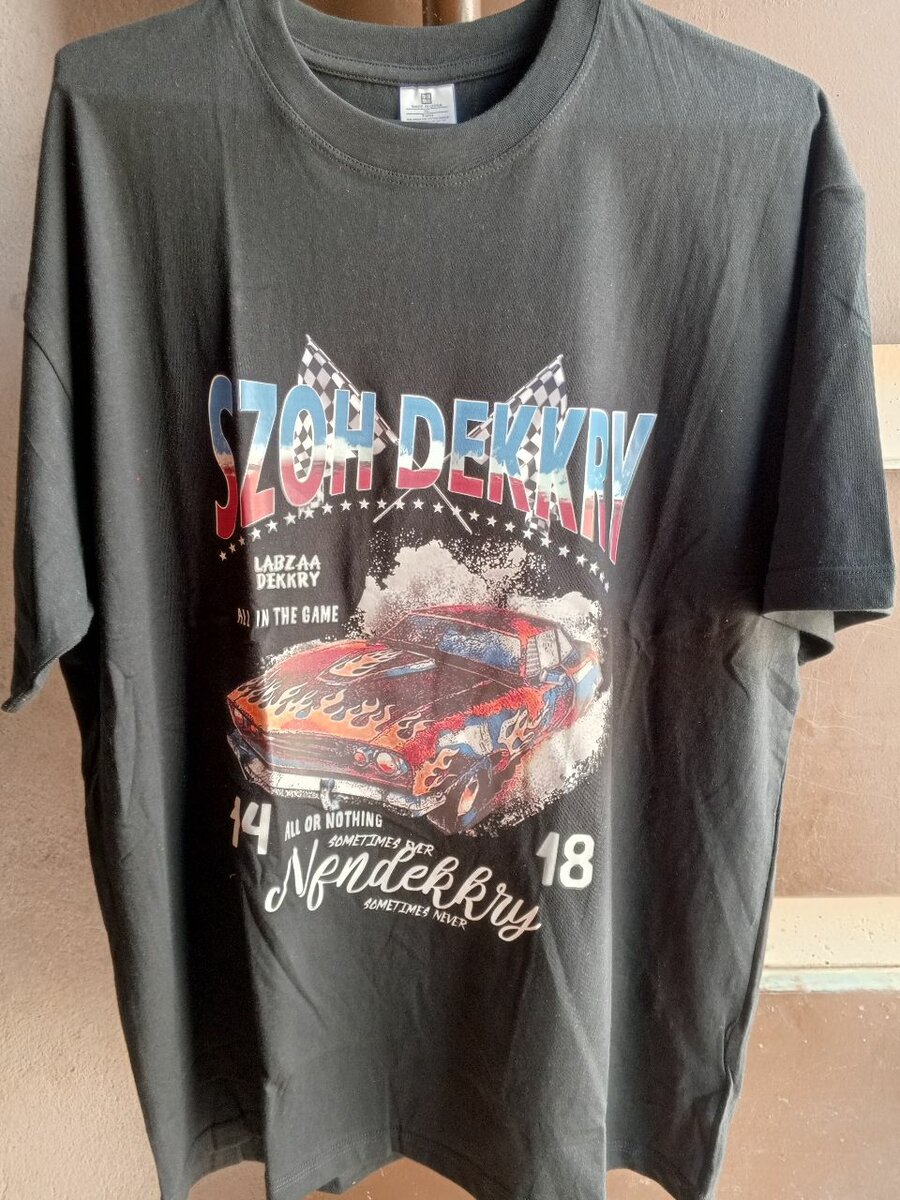 SZOH DEKKRY
LABZAA
DEKKRY
ALL IN THE GAME
14
ALL OR NOTHING
SOMETIMES EVER
Nfndekkry
18
SOMETIMES NEVER